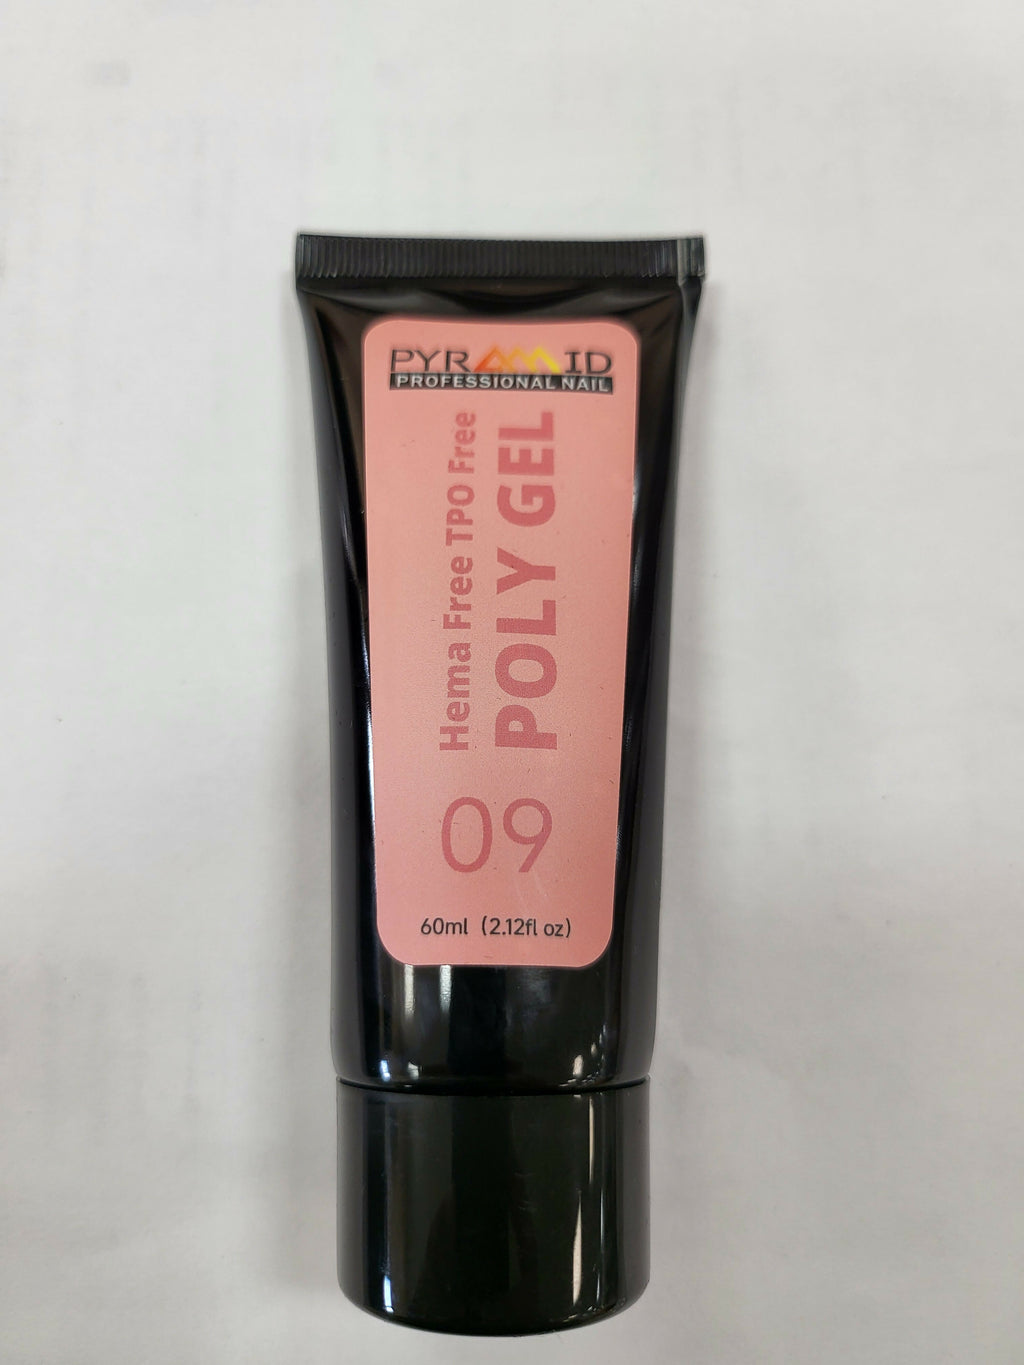 PYRAMID
PROFESSIONAL NAIL
Hema Free TPO Free
POLY GEL
09
60ml (2.12fl oz)